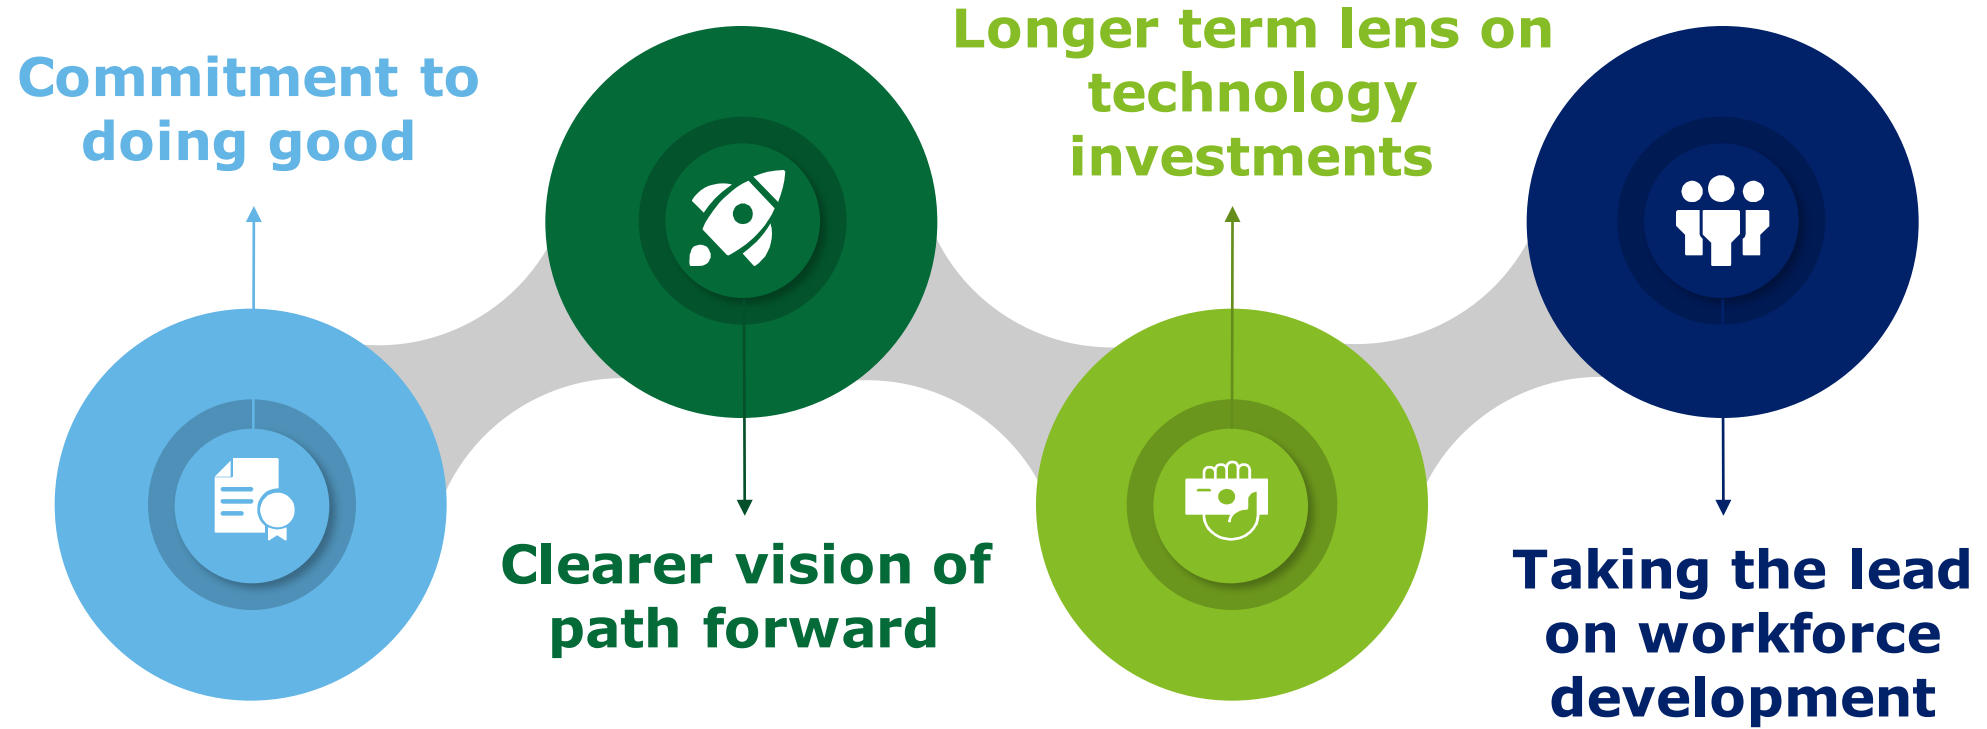 Commitment to
doing good
Clearer vision of
path forward
Longer term lens on
technology
investments
Taking the lead
on workforce
development